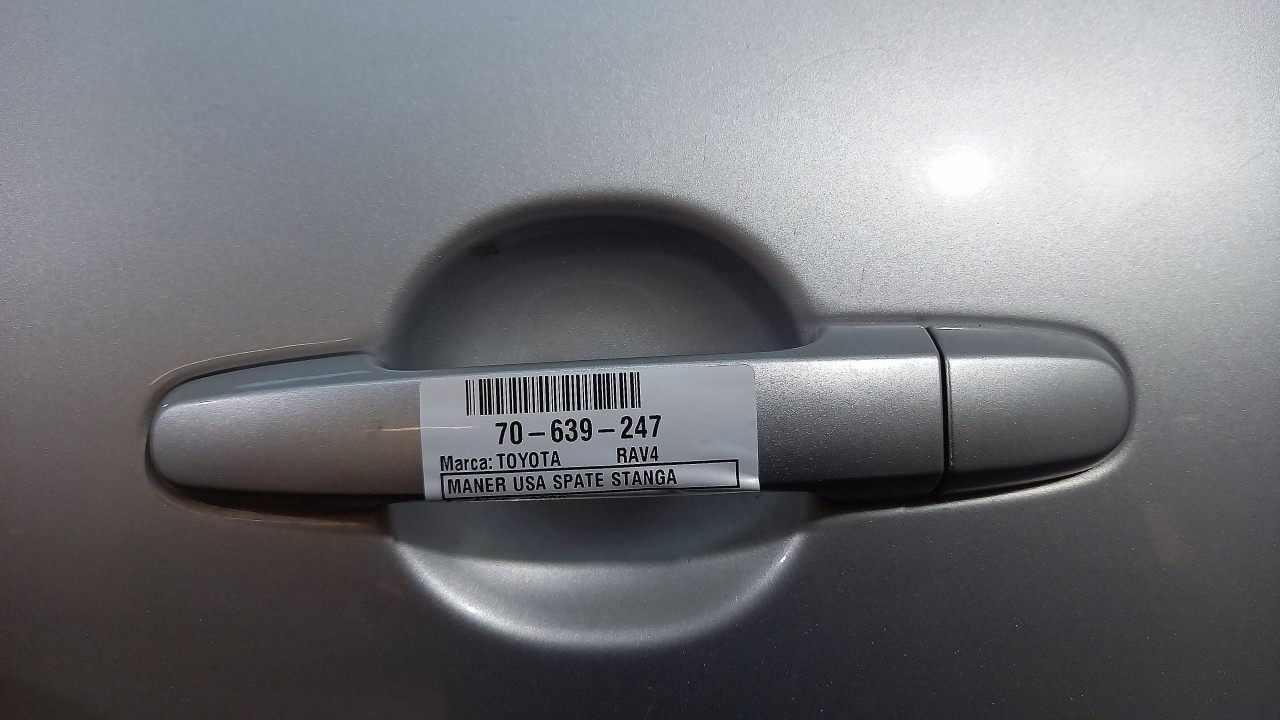 70-639-247
Marca: TOYOTA RAV4
MANER USA SPATE STANGA